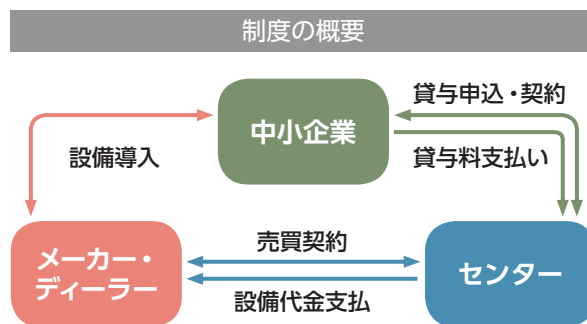 制度の概要
貸与申込・契約
中小企業
設備導入
貸与料支払い
メーカー・
ディーラー
売買契約
センター
設備代金支払